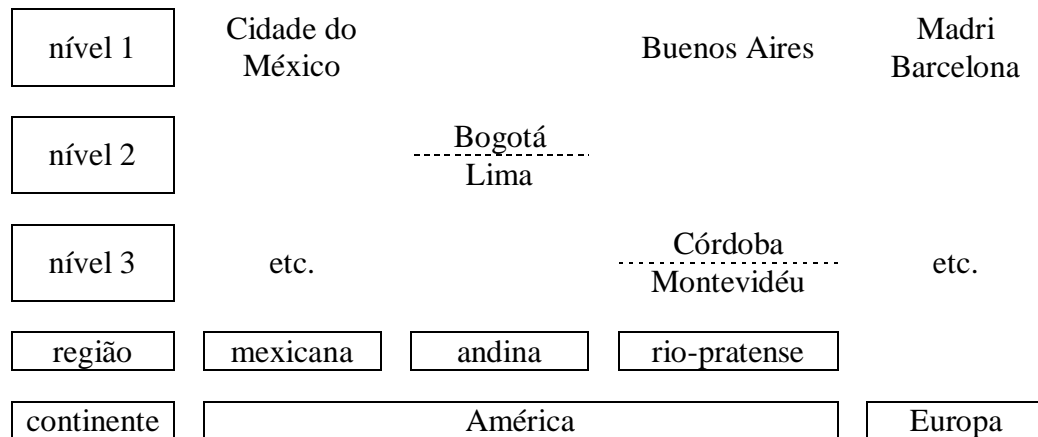 nível 1
Cidade do
México
Buenos Aires
Madri
Barcelona
nível 2
Bogotá
Lima
nível 3
etc.
Córdoba
Montevidéu
etc.
região
mexicana
andina
rio-pratense
continente
América
Europa